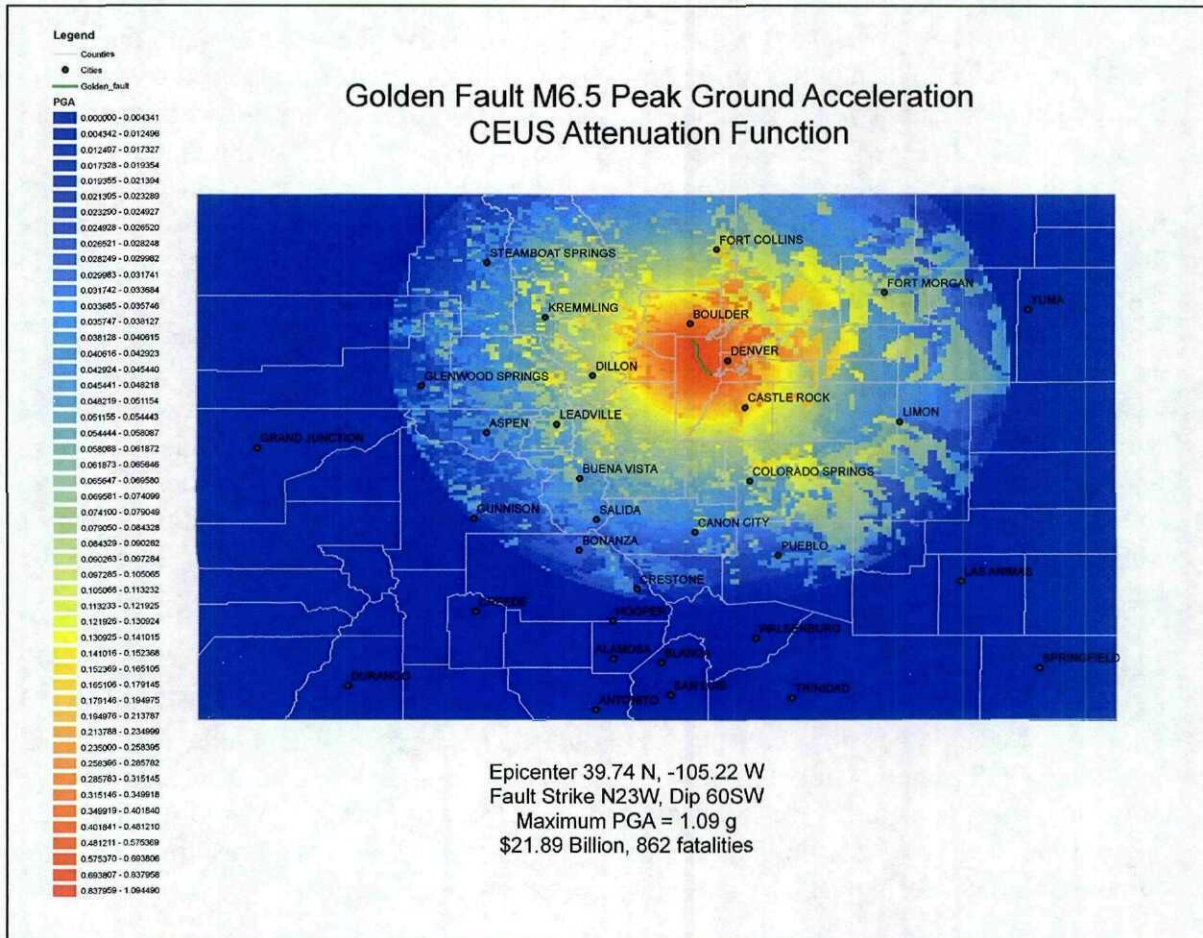 Legend
Counties
Cities
Golden_fault
PGA
0.000000 - 0.004341
0.004342 - 0.012496
0.012497 - 0.017327
0.017328 - 0.019354
0.019355 - 0.021394
0.021395 - 0.023289
0.023290 - 0.024927
0.024928 - 0.026520
0.026521 - 0.028248
0.028249 - 0.029982
0.029983 - 0.031741
0.031742 - 0.033684
0.033685 - 0.035746
0.035747 - 0.038127
0.038128 - 0.040615
0.040616 - 0.042923
0.042924 - 0.045440
0.045441 - 0.048218
0.048219 - 0.051154
0.051155 - 0.054443
0.054444 - 0.058087
0.058088 - 0.061872
0.061873 - 0.065646
0.065647 - 0.069580
0.069581 - 0.074099
0.074100 - 0.079049
0.079050 - 0.084328
0.084329 - 0.090262
0.090263 - 0.097284
0.097285 - 0.105065
0.105066 - 0.113232
0.113233 - 0.121925
0.121926 - 0.130924
0.130925 - 0.141015
0.141016 - 0.152368
0.152369 - 0.165105
0.165106 - 0.179145
0.179146 - 0.194975
0.194976 - 0.213787
0.213788 - 0.234999
0.235000 - 0.258395
0.258396 - 0.285782
0.285783 - 0.315145
0.315146 - 0.349918
0.349919 - 0.401840
0.401841 - 0.481210
0.481211 - 0.575369
0.575370 - 0.693806
0.693807 - 0.837958
0.837959 - 1.094490
Golden Fault M6.5 Peak Ground Acceleration
CEUS Attenuation Function
FORT COLLINS
STEAMBOAT SPRINGS
FORT MORGAN
YUMA
KREMMLING
BOULDER
DENVER
DILLON
GLENWOOD SPRINGS
CASTLE ROCK
LIMON
LEADVILLE
ASPEN
GRAND JUNCTION
BUENA VISTA
COLORADO SPRINGS
GUNNISON
SALIDA
CANON CITY
BONANZA
PUEBLO
LAS ANIMAS
CRESTONE
CREEDE
HOOPER
WALSENBURG
ALAMOSA
BLANCA
SPRINGFIELD
DURANGO
SAN LUIS
TRINIDAD
ANTONITO
Epicenter 39.74 N, -105.22 W
Fault Strike N23W, Dip 60SW
Maximum PGA = 1.09 g
$21.89 Billion, 862 fatalities